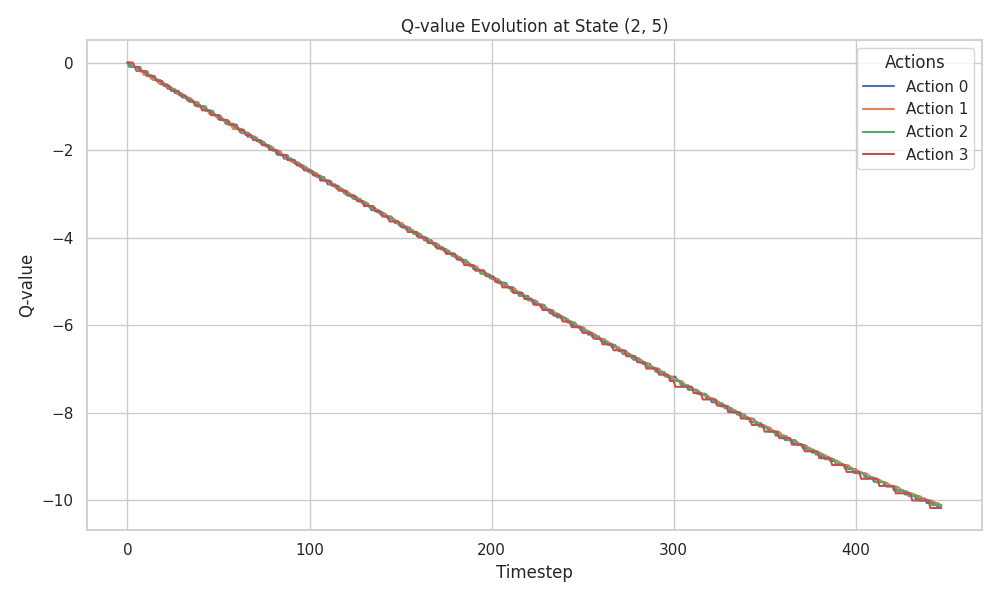 Q-value Evolution at State (2, 5)
Actions
Action 0
Action 1
Action 2
Action 3
0
−2
−4
−6
−8
−10
Q-value
0
100
200
300
400
Timestep